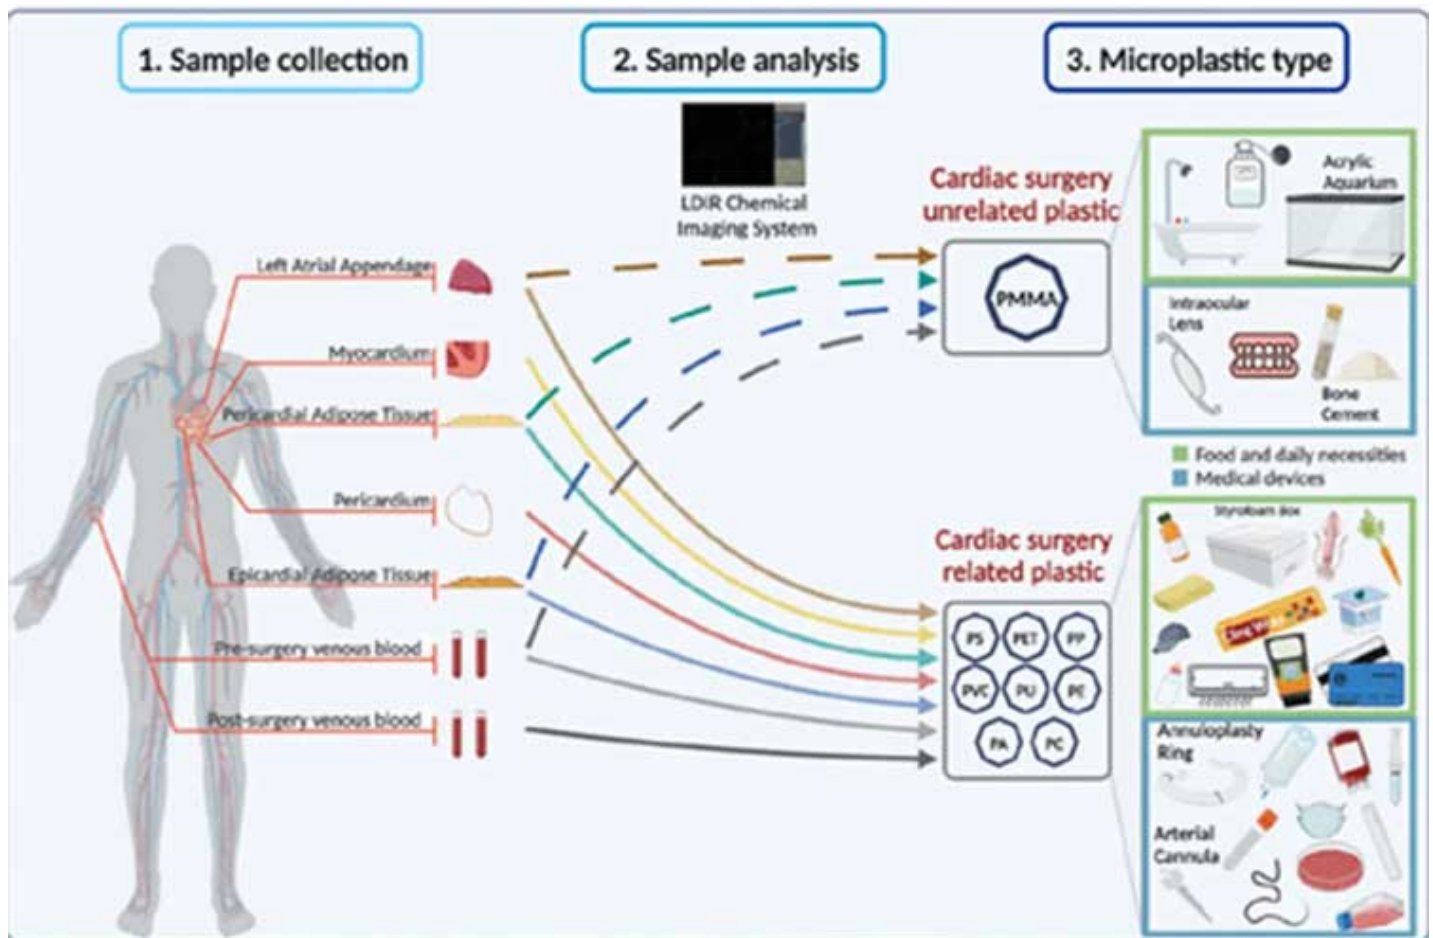 1. Sample collection
2. Sample analysis
3. Microplastic type
LDIR Chemical
Imaging System
Left Atrial Appendage
Myocardium
Pericardial Adipose Tissue
Pericardium
Epicardial Adipose Tissue
Pre-surgery venous blood
Post-surgery venous blood
Cardiac surgery
unrelated plastic
PMMA
Cardiac surgery
related plastic
PS PET PP
PVC PU PE
PA PC
Acrylic
Aquarium
Intraocular
Lens
Bone
Cement
Food and daily necessities
Medical devices
Styrofoam Box
Annuloplasty
Ring
Arterial
Cannula